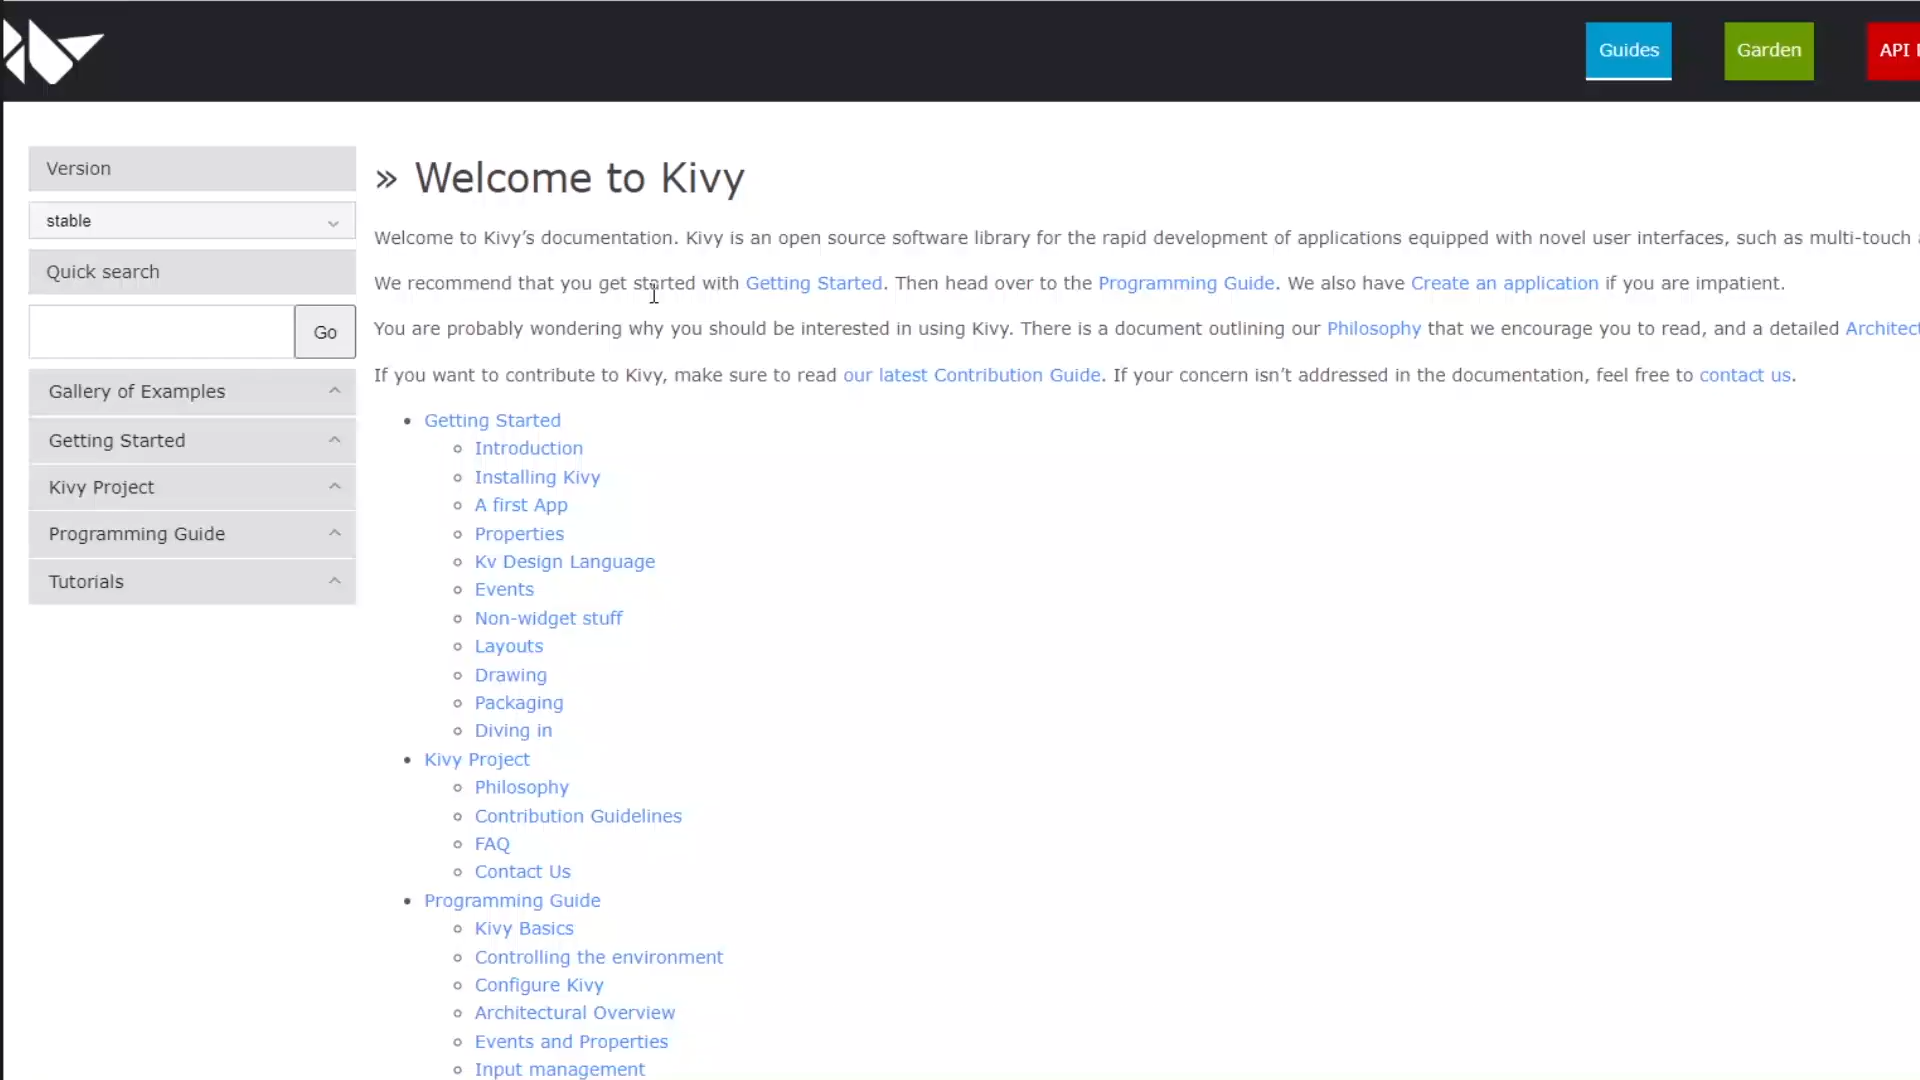 Guides
Garden
API
Version
stable
Quick search
Go
Gallery of Examples
Getting Started
Kivy Project
Programming Guide
Tutorials
» Welcome to Kivy
Welcome to Kivy’s documentation. Kivy is an open source software library for the rapid development of applications equipped with novel user interfaces, such as multi-touch
We recommend that you get started with Getting Started. Then head over to the Programming Guide. We also have Create an application if you are impatient.
You are probably wondering why you should be interested in using Kivy. There is a document outlining our Philosophy that we encourage you to read, and a detailed Architect
If you want to contribute to Kivy, make sure to read our latest Contribution Guide. If your concern isn’t addressed in the documentation, feel free to contact us.
Getting Started
Introduction
Installing Kivy
A first App
Properties
Kv Design Language
Events
Non-widget stuff
Layouts
Drawing
Packaging
Diving in
Kivy Project
Philosophy
Contribution Guidelines
FAQ
Contact Us
Programming Guide
Kivy Basics
Controlling the environment
Configure Kivy
Architectural Overview
Events and Properties
Input management